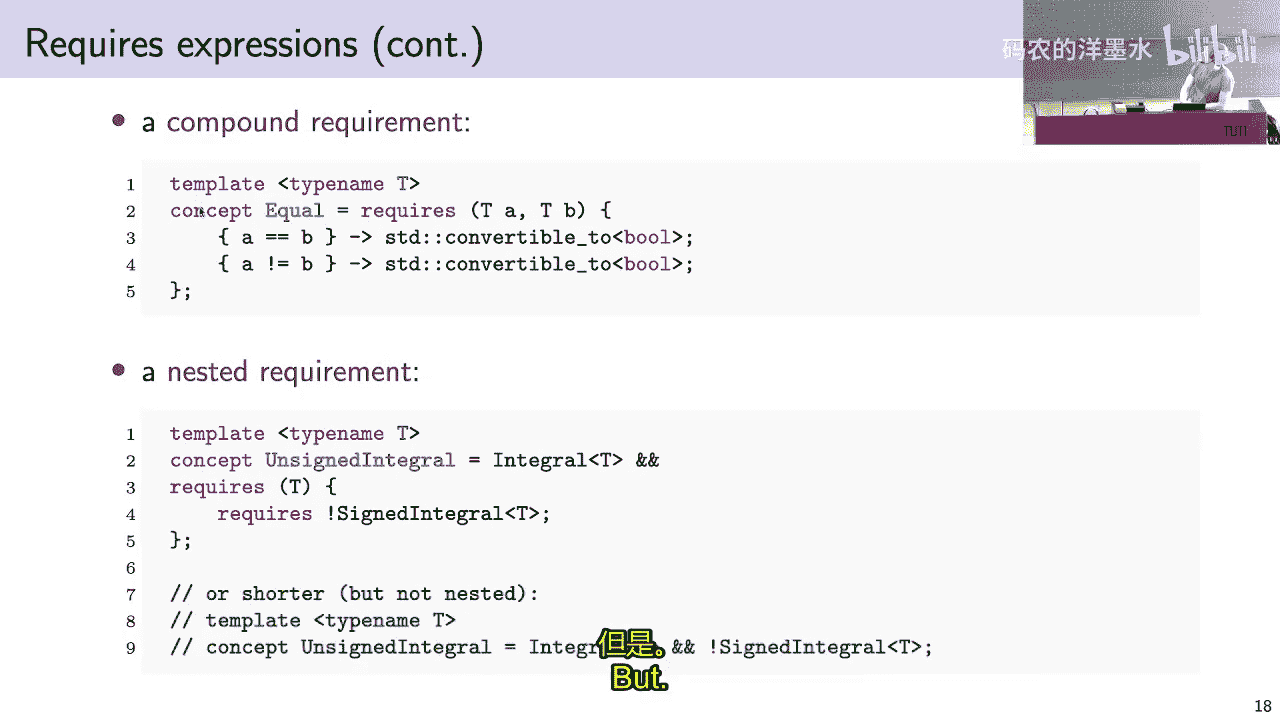 Requires expressions (cont.)
码农的洋墨水 bilibili
TUTI
• a compound requirement:
1 template <typename T>
2 concept Equal = requires (T a, T b) {
3 { a == b } -> std::convertible_to<bool>;
4 { a != b } -> std::convertible_to<bool>;
5 };
• a nested requirement:
1 template <typename T>
2 concept UnsignedIntegral = Integral<T> &&
3 requires (T) {
4 requires !SignedIntegral<T>;
5 };
6
7 // or shorter (but not nested):
8 // template <typename T>
9 // concept UnsignedIntegral = Integr && !SignedIntegral<T>;
但是。
But.
18